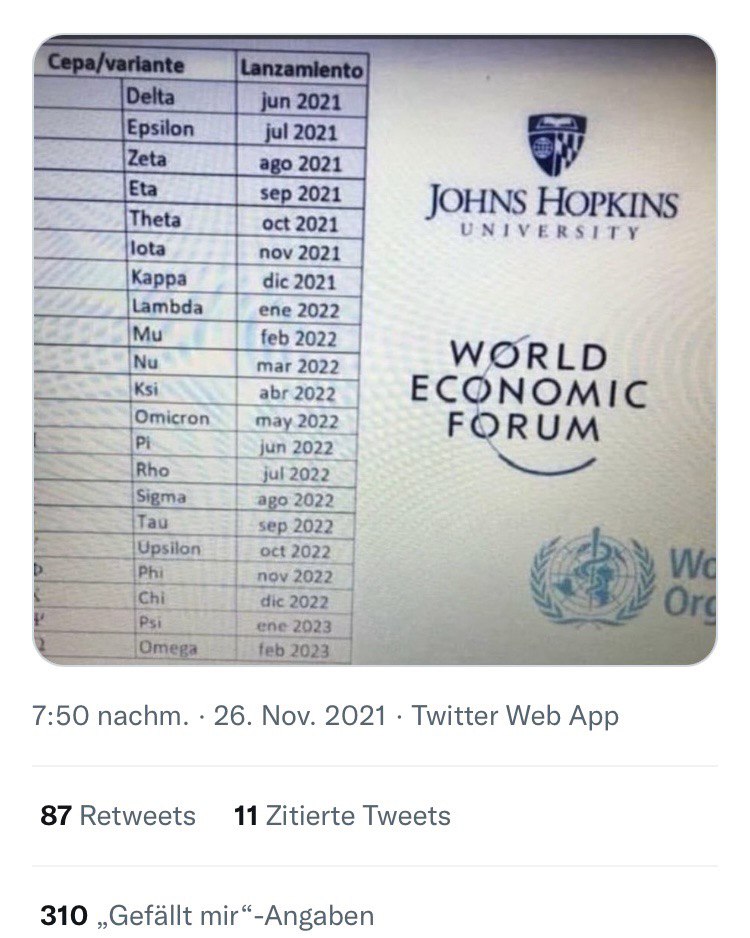 Cepa/variante Lanzamiento
Delta jun 2021
Epsilon jul 2021
Zeta ago 2021
Eta sep 2021
Theta oct 2021
Iota nov 2021
Kappa dic 2021
Lambda ene 2022
Mu feb 2022
Nu mar 2022
Ksi abr 2022
Omicron may 2022
Pi jun 2022
Rho jul 2022
Sigma ago 2022
Tau sep 2022
Upsilon oct 2022
Phi nov 2022
Chi dic 2022
Psi ene 2023
Omega feb 2023
JOHNS HOPKINS
UNIVERSITY
WORLD
ECONOMIC
FORUM
7:50 nachm. · 26. Nov. 2021 · Twitter Web App
87 Retweets 11 Zitierte Tweets
310 „Gefällt mir“-Angaben